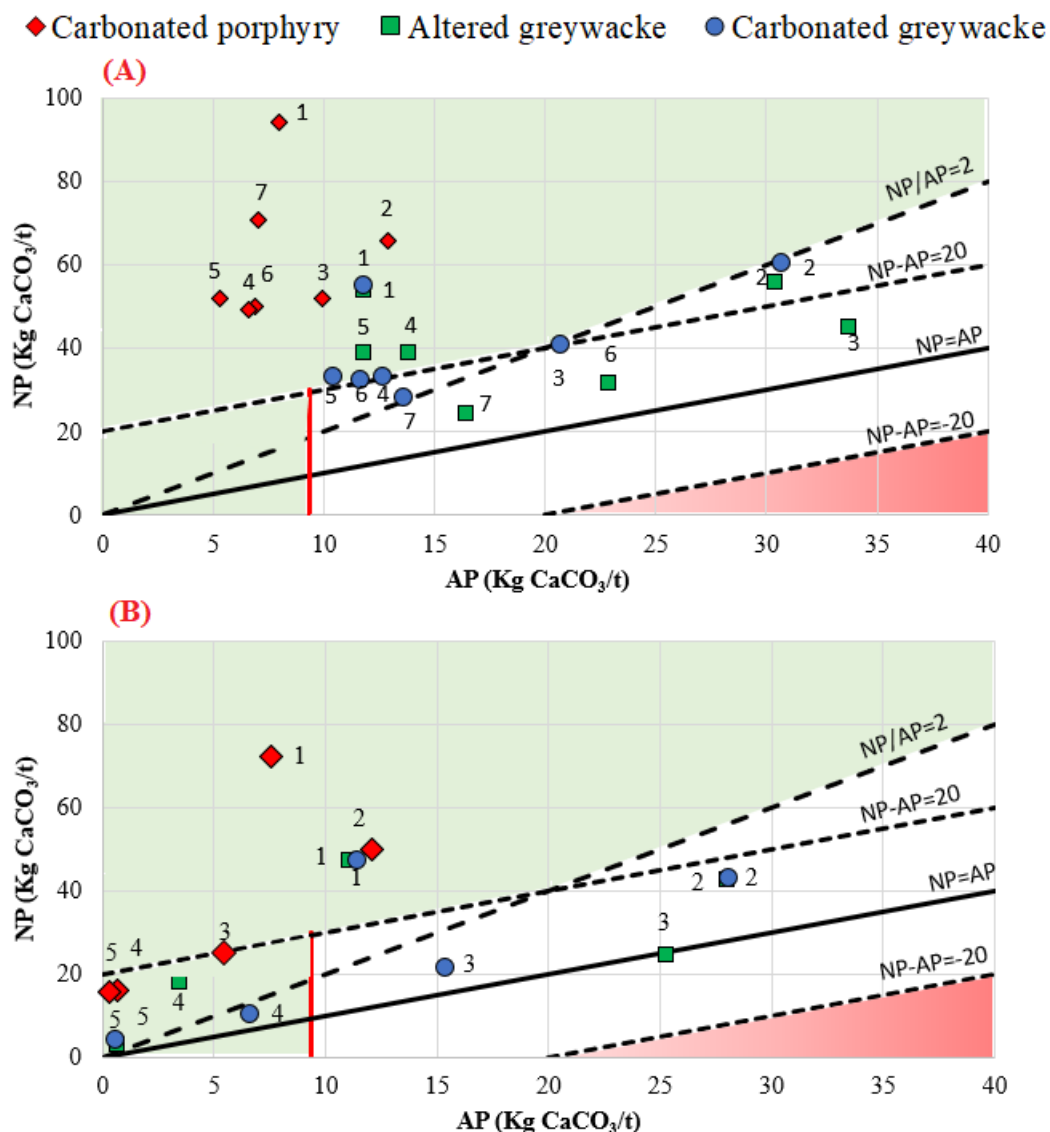 Carbonated porphyry Altered greywacke Carbonated greywacke
(A)
100
80
60
40
20
0
NP (Kg CaCO₃/t)
1
7
2
5
4
6
3
1
1
5
4
5
6
4
7
3
6
7
2
2
3
NP/AP=2
NP-AP=20
NP=AP
NP-AP=-20
0 5 10 15 20 25 30 35 40
AP (Kg CaCO₃/t)
(B)
100
80
60
40
20
0
NP (Kg CaCO₃/t)
1
2
1
1
3
5 4
4
5 5
4
3
2
2
3
NP/AP=2
NP-AP=20
NP=AP
NP-AP=-20
0 5 10 15 20 25 30 35 40
AP (Kg CaCO₃/t)